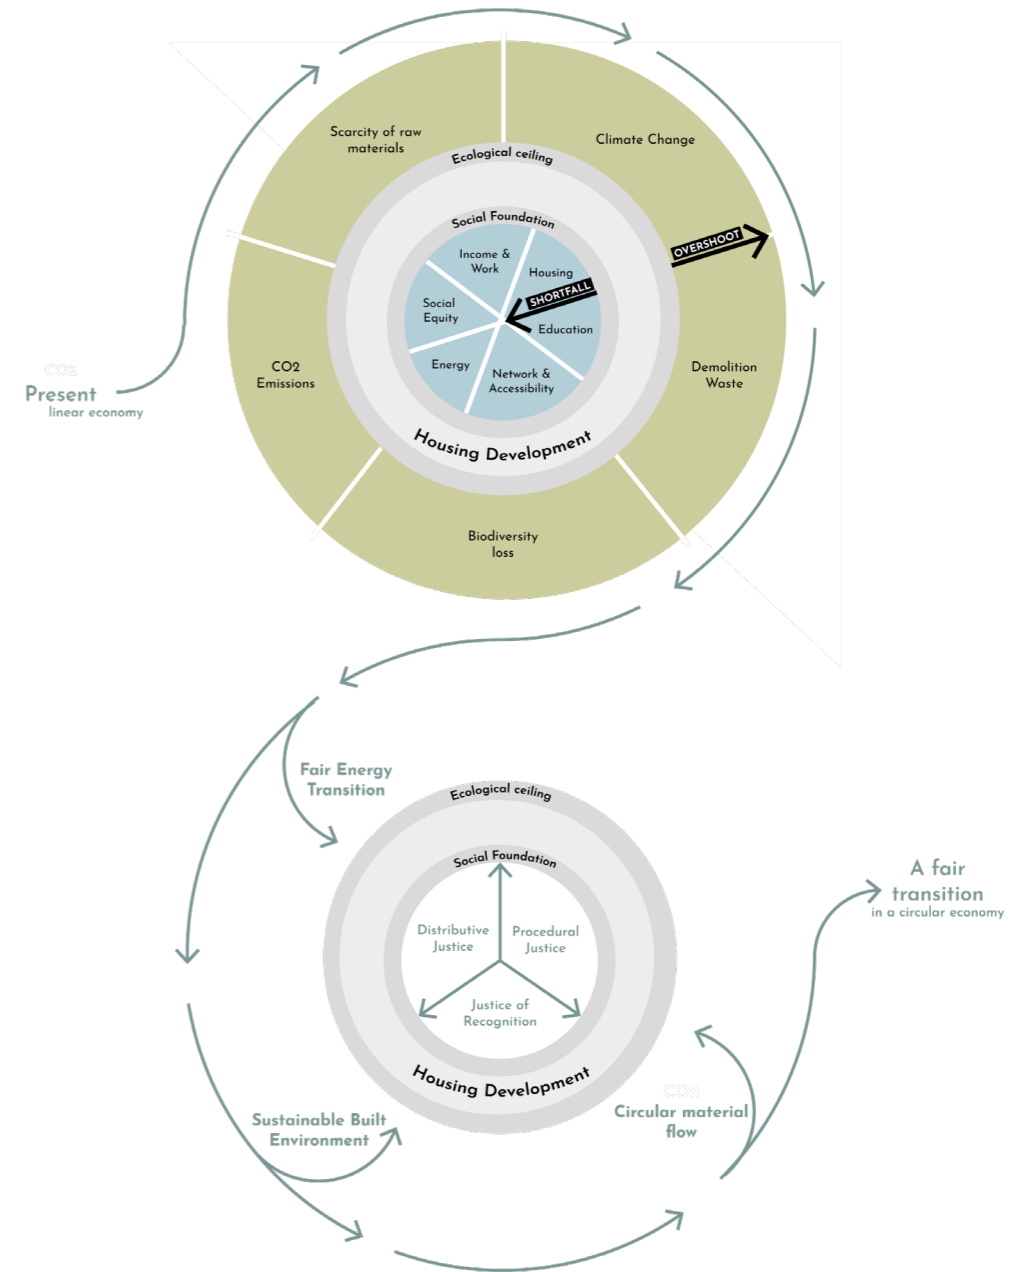 Scarcity of raw
materials
Climate Change
Ecological ceiling
Social Foundation
Income &
Work
Housing
OVERSHOOT
SHORTFALL
Social
Equity
Education
Energy
Network &
Accessibility
CO2
Emissions
Demolition
Waste
CO2
Present
linear economy
Housing Development
Biodiversity
loss
Fair Energy
Transition
Ecological ceiling
Social Foundation
Distributive
Justice
Procedural
Justice
Justice of
Recognition
Housing Development
A fair
transition
in a circular economy
Sustainable Built
Environment
CO2
Circular material
flow